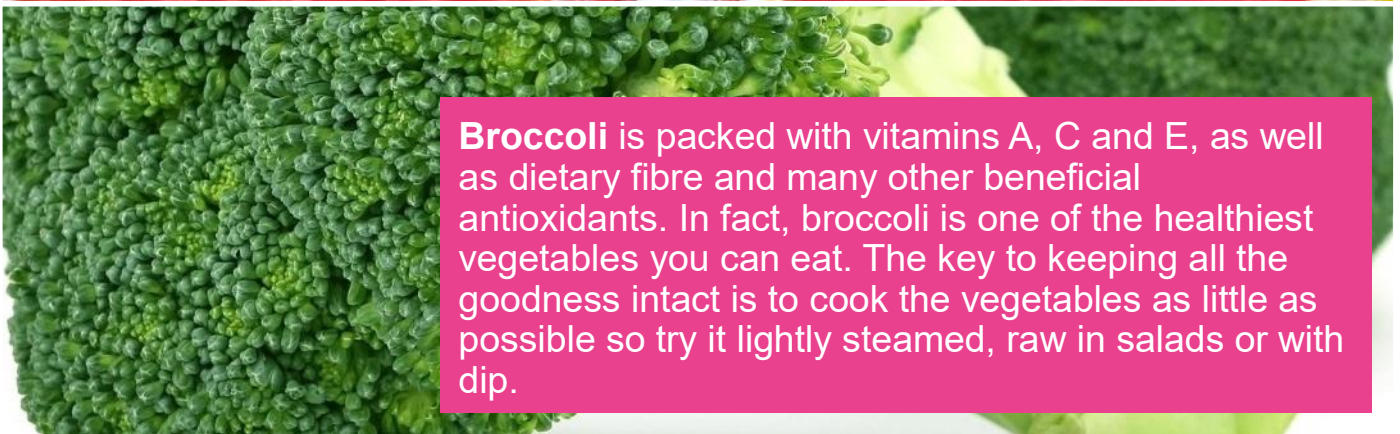 Broccoli is packed with vitamins A, C and E, as well
as dietary fibre and many other beneficial
antioxidants. In fact, broccoli is one of the healthiest
vegetables you can eat. The key to keeping all the
goodness intact is to cook the vegetables as little as
possible so try it lightly steamed, raw in salads or with
dip.